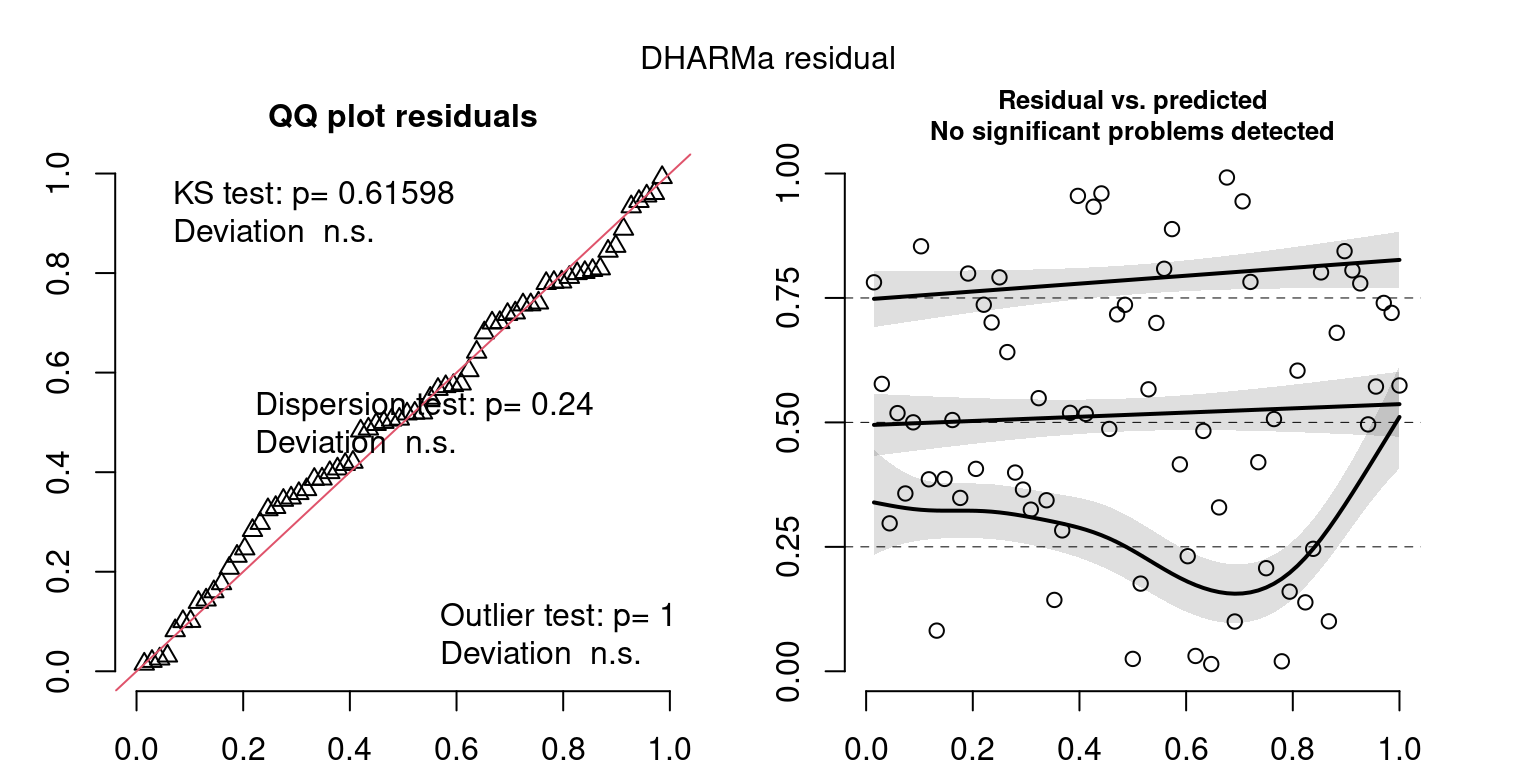 DHARMa residual
QQ plot residuals
KS test: p= 0.61598
Deviation  n.s.
Dispersion test: p= 0.24
Deviation  n.s.
Outlier test: p= 1
Deviation  n.s.
0.0 0.2 0.4 0.6 0.8 1.0
0.0 0.2 0.4 0.6 0.8 1.0
Residual vs. predicted
No significant problems detected
0.00 0.25 0.50 0.75 1.00
0.0 0.2 0.4 0.6 0.8 1.0